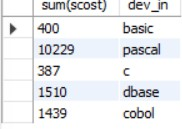 sum(scost) dev_in
400 basic
10229 pascal
387 c
1510 dbase
1439 cobol